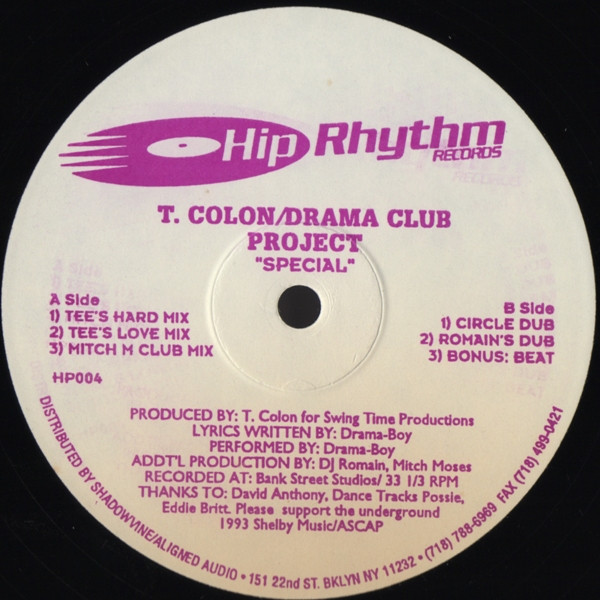 Hip Rhythm
RECORDS
T. COLON/DRAMA CLUB
PROJECT
"SPECIAL"
A Side
1) TEE'S HARD MIX
2) TEE'S LOVE MIX
3) MITCH M CLUB MIX
HP004
B Side
1) CIRCLE DUB
2) ROMAIN'S DUB
3) BONUS: BEAT
PRODUCED BY: T. Colon for Swing Time Productions
LYRICS WRITTEN BY: Drama-Boy
PERFORMED BY: Drama-Boy
ADDT'L PRODUCTION BY: DJ Romain, Mitch Moses
RECORDED AT: Bank Street Studios/ 33 1/3 RPM
THANKS TO: David Anthony, Dance Tracks Possie,
Eddie Britt. Please support the underground
1993 Shelby Music/ASCAP
DISTRIBUTED BY SHADOWVINE/ALIGNED AUDIO • 151 22nd ST. BKLYN NY 11232 • (718) 788-6969 FAX (718) 499-0421